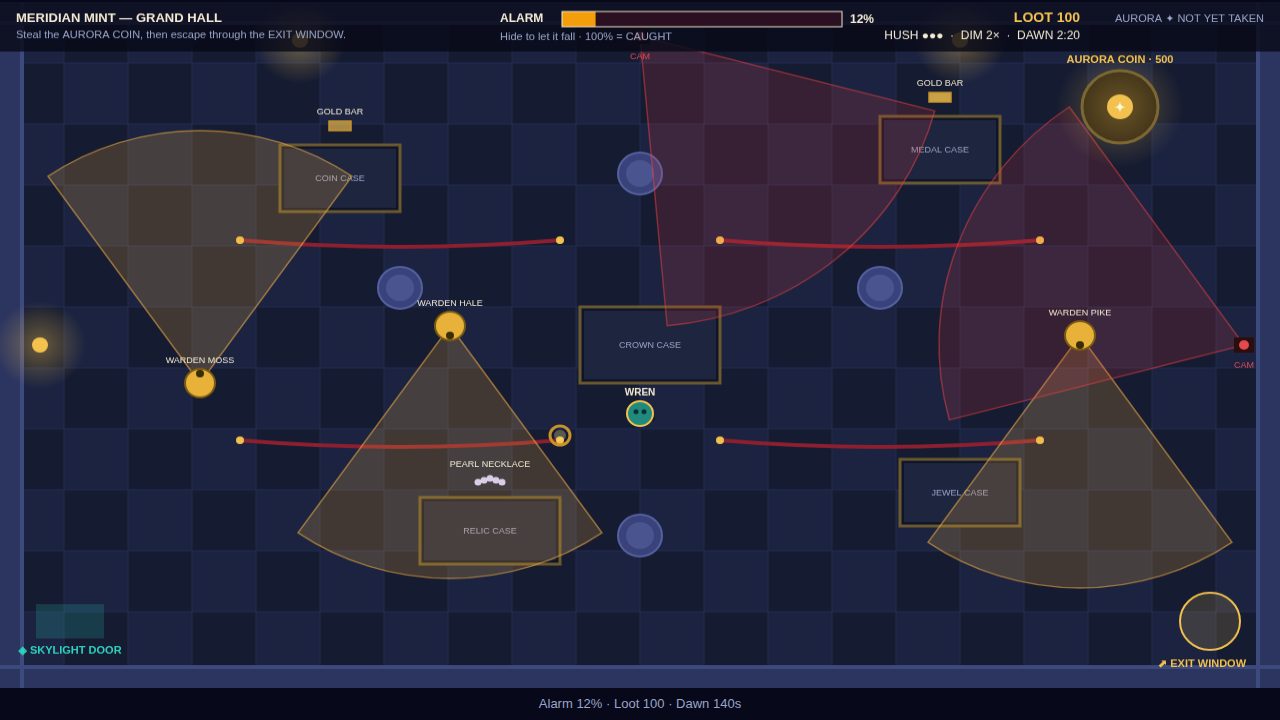 MERIDIAN MINT — GRAND HALL
Steal the AURORA COIN, then escape through the EXIT WINDOW.
ALARM
12%
Hide to let it fall · 100% = CAUGHT
LOOT 100
HUSH ●●● · DIM 2× · DAWN 2:20
AURORA ✦ NOT YET TAKEN
CAM
AURORA COIN · 500
GOLD BAR
GOLD BAR
COIN CASE
MEDAL CASE
WARDEN HALE
WARDEN PIKE
CROWN CASE
WARDEN MOSS
CAM
WREN
PEARL NECKLACE
JEWEL CASE
RELIC CASE
◆ SKYLIGHT DOOR
⬈ EXIT WINDOW
Alarm 12% · Loot 100 · Dawn 140s